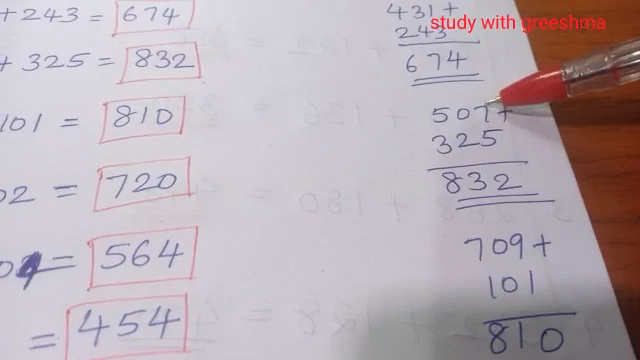 +243 = 674
+ 325 = 832
101 = 810
02 = 720
= 564
= 454
431+
243
674
507+
325
832
709+
101
810
study with greeshma